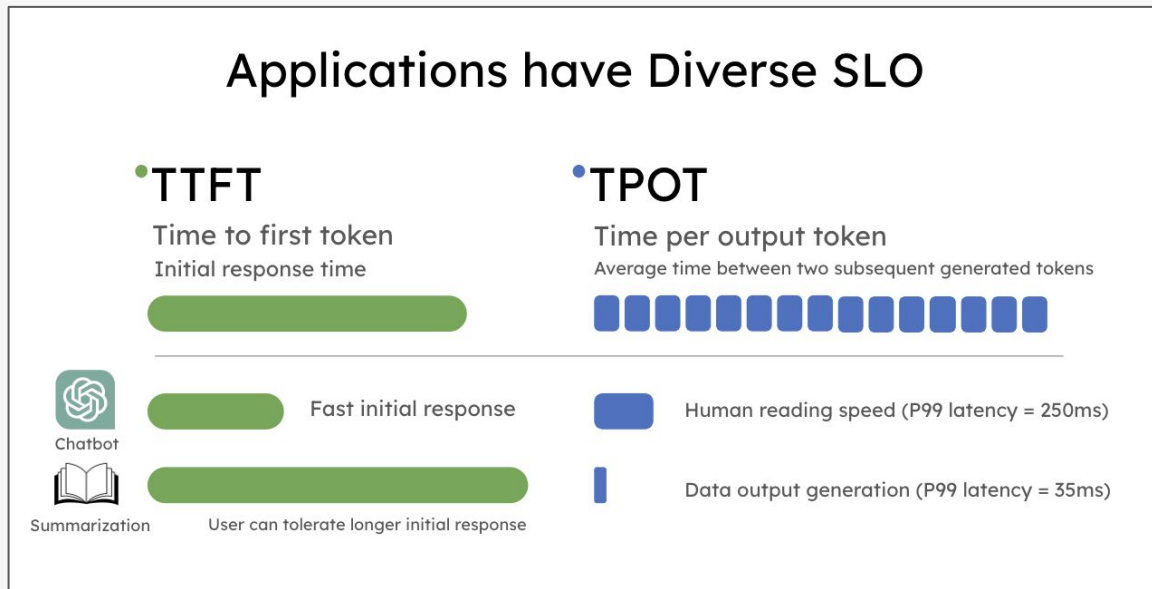 Applications have Diverse SLO
TTFT
Time to first token
Initial response time
TPOT
Time per output token
Average time between two subsequent generated tokens
Chatbot
Fast initial response
Human reading speed (P99 latency = 250ms)
Summarization
User can tolerate longer initial response
Data output generation (P99 latency = 35ms)